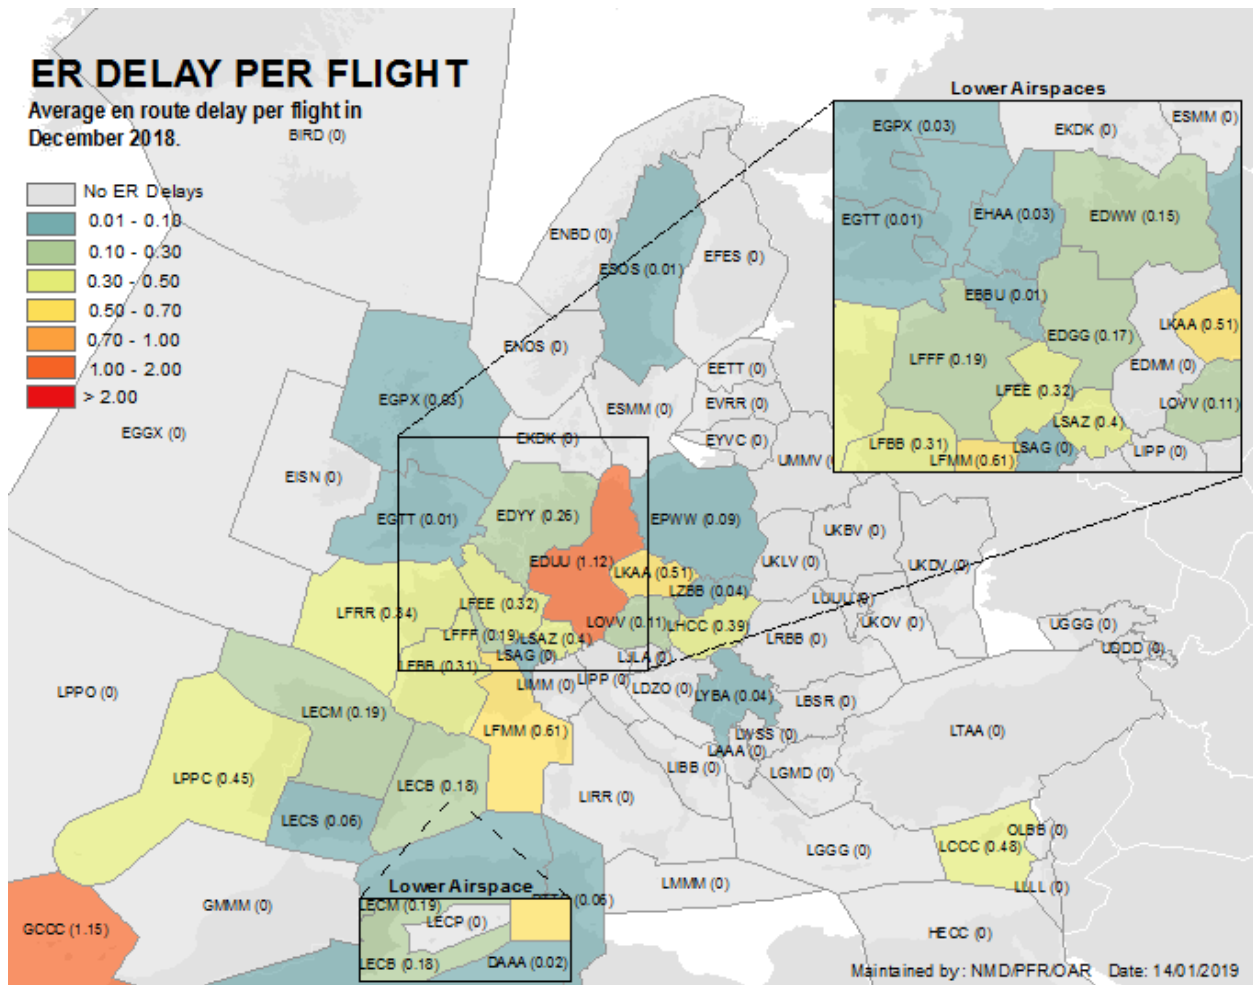 ER DELAY PER FLIGHT
Average en route delay per flight in
December 2018.
No ER Delays
0.01 - 0.10
0.10 - 0.30
0.30 - 0.50
0.50 - 0.70
0.70 - 1.00
1.00 - 2.00
> 2.00
Lower Airspaces
EGPX (0.03)
EKDK (0)
ESMM (0)
EGTT (0.01)
EHAA (0.03)
EDWW (0.15)
EBBU (0.01)
EDGG (0.17)
LKAA (0.51)
LFFF (0.19)
EDMM (0)
LFEE (0.32)
LOVV (0.11)
LSAZ (0.4)
LFBB (0.31)
LSAG (0)
LIPP (0)
LFMM (0.61)
BIRD (0)
ENBD (0)
ESOS (0.01)
EFES (0)
ENOS (0)
EETT (0)
EGPX (0.03)
ESMM (0)
EVRR (0)
EGGX (0)
EKDK (0)
EYVC (0)
UMMV (0)
EISN (0)
EGTT (0.01)
EDYY (0.26)
EPWW (0.09)
UKBV (0)
EDUU (1.12)
UKLV (0)
UKDV (0)
LKAA (0.51)
LZBB (0.04)
LFRR (0.34)
LFEE (0.32)
LUUU (0)
LOVV (0.11)
LHCC (0.39)
UKOV (0)
UGGG (0)
LFFF (0.19)
LSAZ (0.4)
LRBB (0)
UDDD (0)
LSAG (0)
LJLA (0)
LFBB (0.31)
LIPP (0)
LPPO (0)
LIMM (0)
LDZO (0)
LYBA (0.04)
LBSR (0)
LECM (0.19)
LFMM (0.61)
LWSS (0)
LTAA (0)
LAAA (0)
LPPC (0.45)
LIBB (0)
LGMD (0)
LECB (0.18)
LIRR (0)
LECS (0.06)
OLBB (0)
LCCC (0.48)
LGGG (0)
LMMM (0)
LLLL (0)
Lower Airspace
(0.06)
GMMM (0)
LECM (0.19)
LECP (0)
GCCC (1.15)
HECC (0)
LECB (0.18)
DAAA (0.02)
Maintained by: NMD/PFR/OAR Date: 14/01/2019